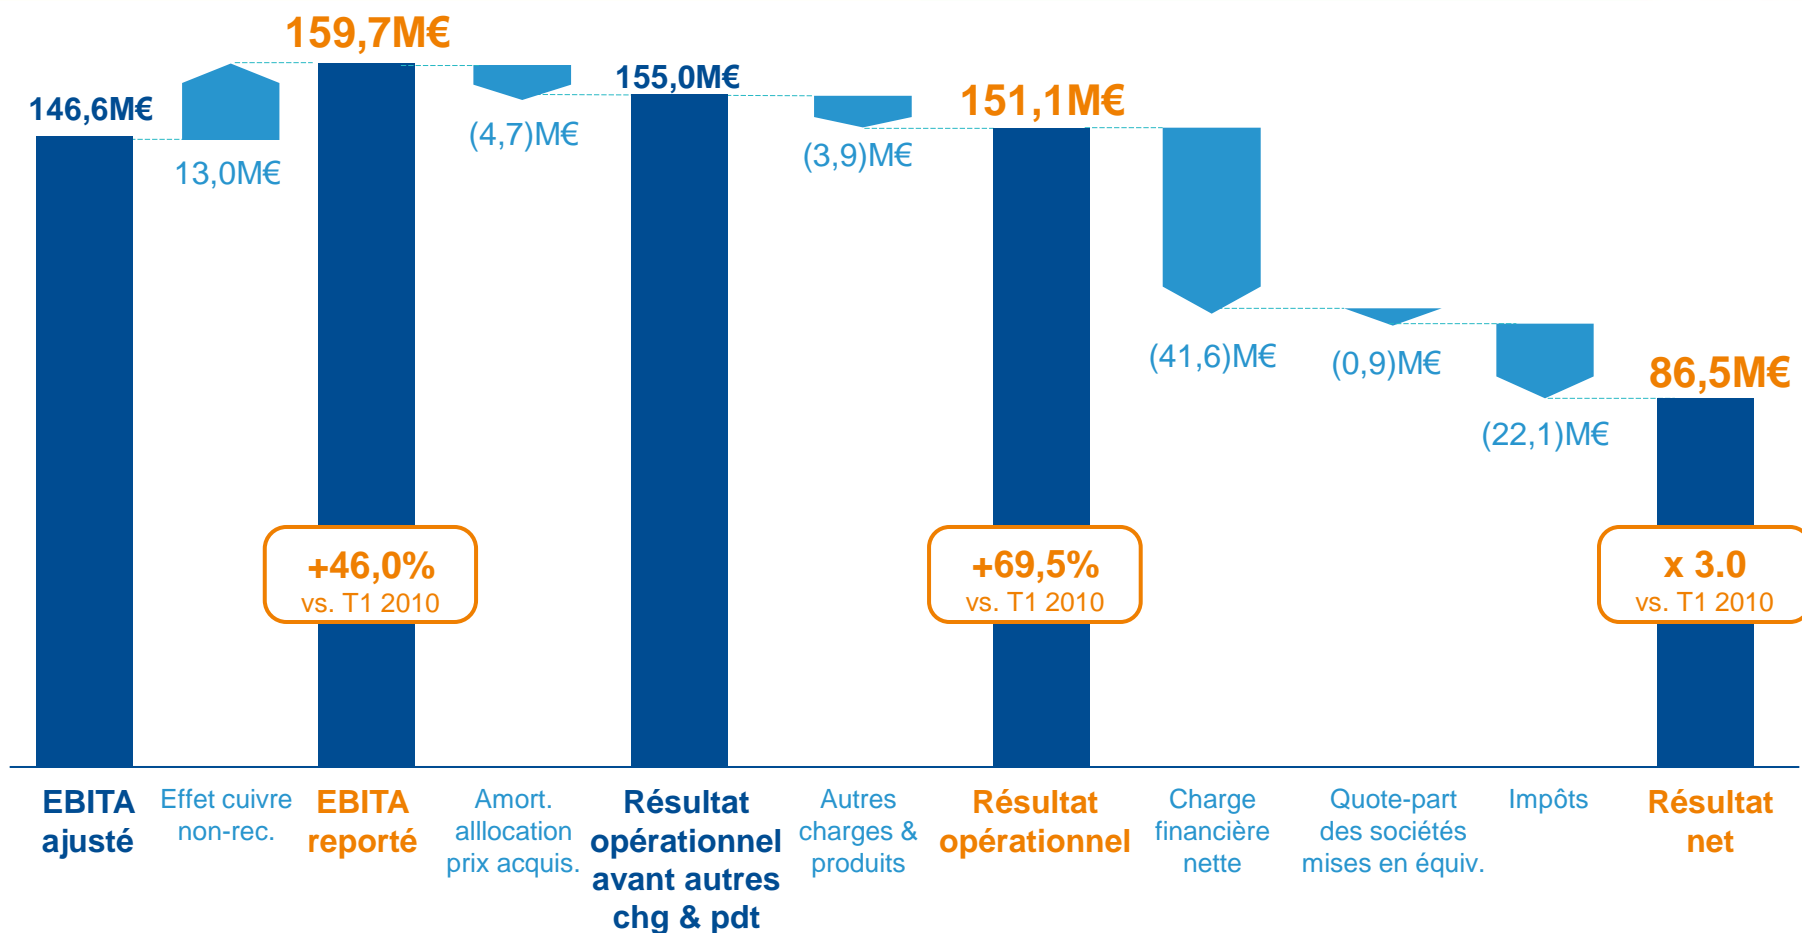 159,7M€
146,6M€
155,0M€
151,1M€
13,0M€
(4,7)M€
(3,9)M€
(41,6)M€
(0,9)M€
86,5M€
(22,1)M€
+46,0%
vs. T1 2010
+69,5%
vs. T1 2010
x 3.0
vs. T1 2010
EBITA
ajusté
Effet cuivre
non-rec.
EBITA
reporté
Amort.
alllocation
prix acquis.
Résultat
opérationnel
avant autres
chg & pdt
Autres
charges &
produits
Résultat
opérationnel
Charge
financière
nette
Quote-part
des sociétés
mises en équiv.
Impôts
Résultat
net